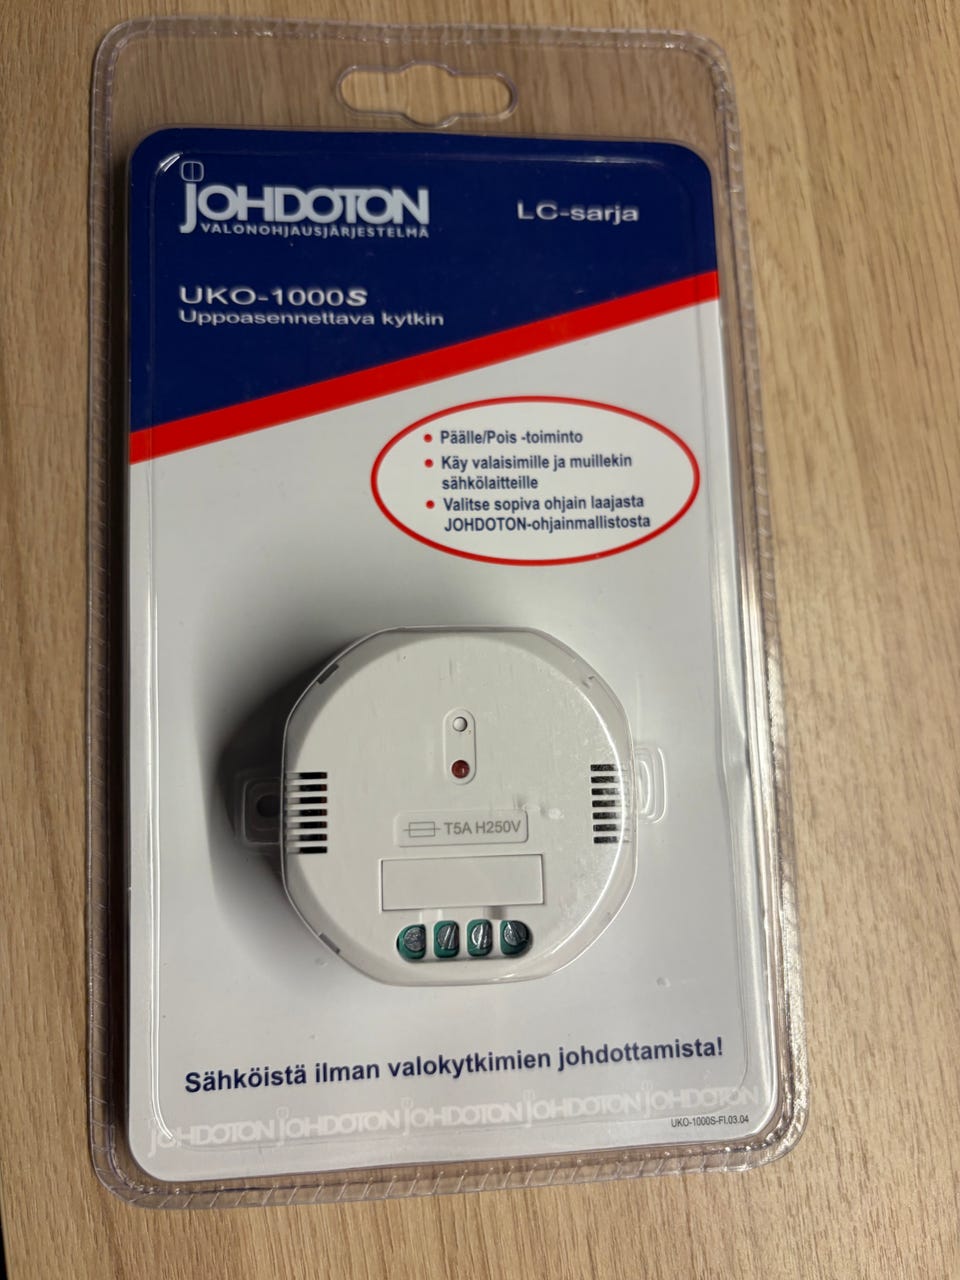 JOHDOTON
VALONOHJAUSJÄRJESTELMÄ
LC-sarja
UKO-1000S
Uppoasennettava kytkin
• Päälle/Pois -toiminto
• Käy valaisimille ja muillekin
sähkölaitteille
• Valitse sopiva ohjain laajasta
JOHDOTON-ohjainmallistosta
T5A H250V
Sähköistä ilman valokytkimien johdottamista!
JOHDOTON JOHDOTON JOHDOTON JOHDOTON JOHDOTON
UKO-1000S-FI.03.04